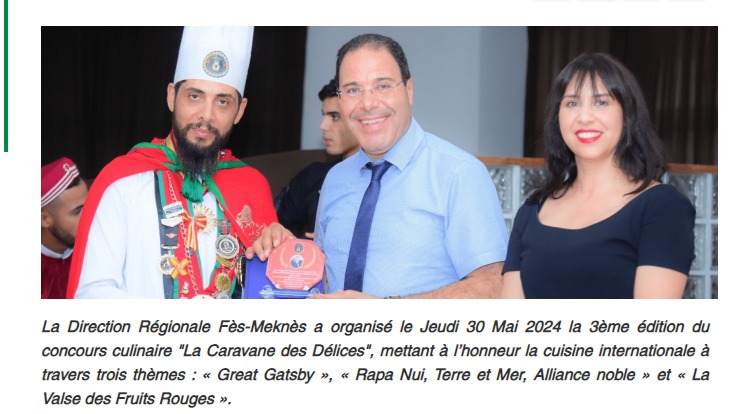 La Direction Régionale Fès-Meknès a organisé le Jeudi 30 Mai 2024 la 3ème édition du
concours culinaire "La Caravane des Délices", mettant à l’honneur la cuisine internationale à
travers trois thèmes : « Great Gatsby », « Rapa Nui, Terre et Mer, Alliance noble » et « La
Valse des Fruits Rouges ».